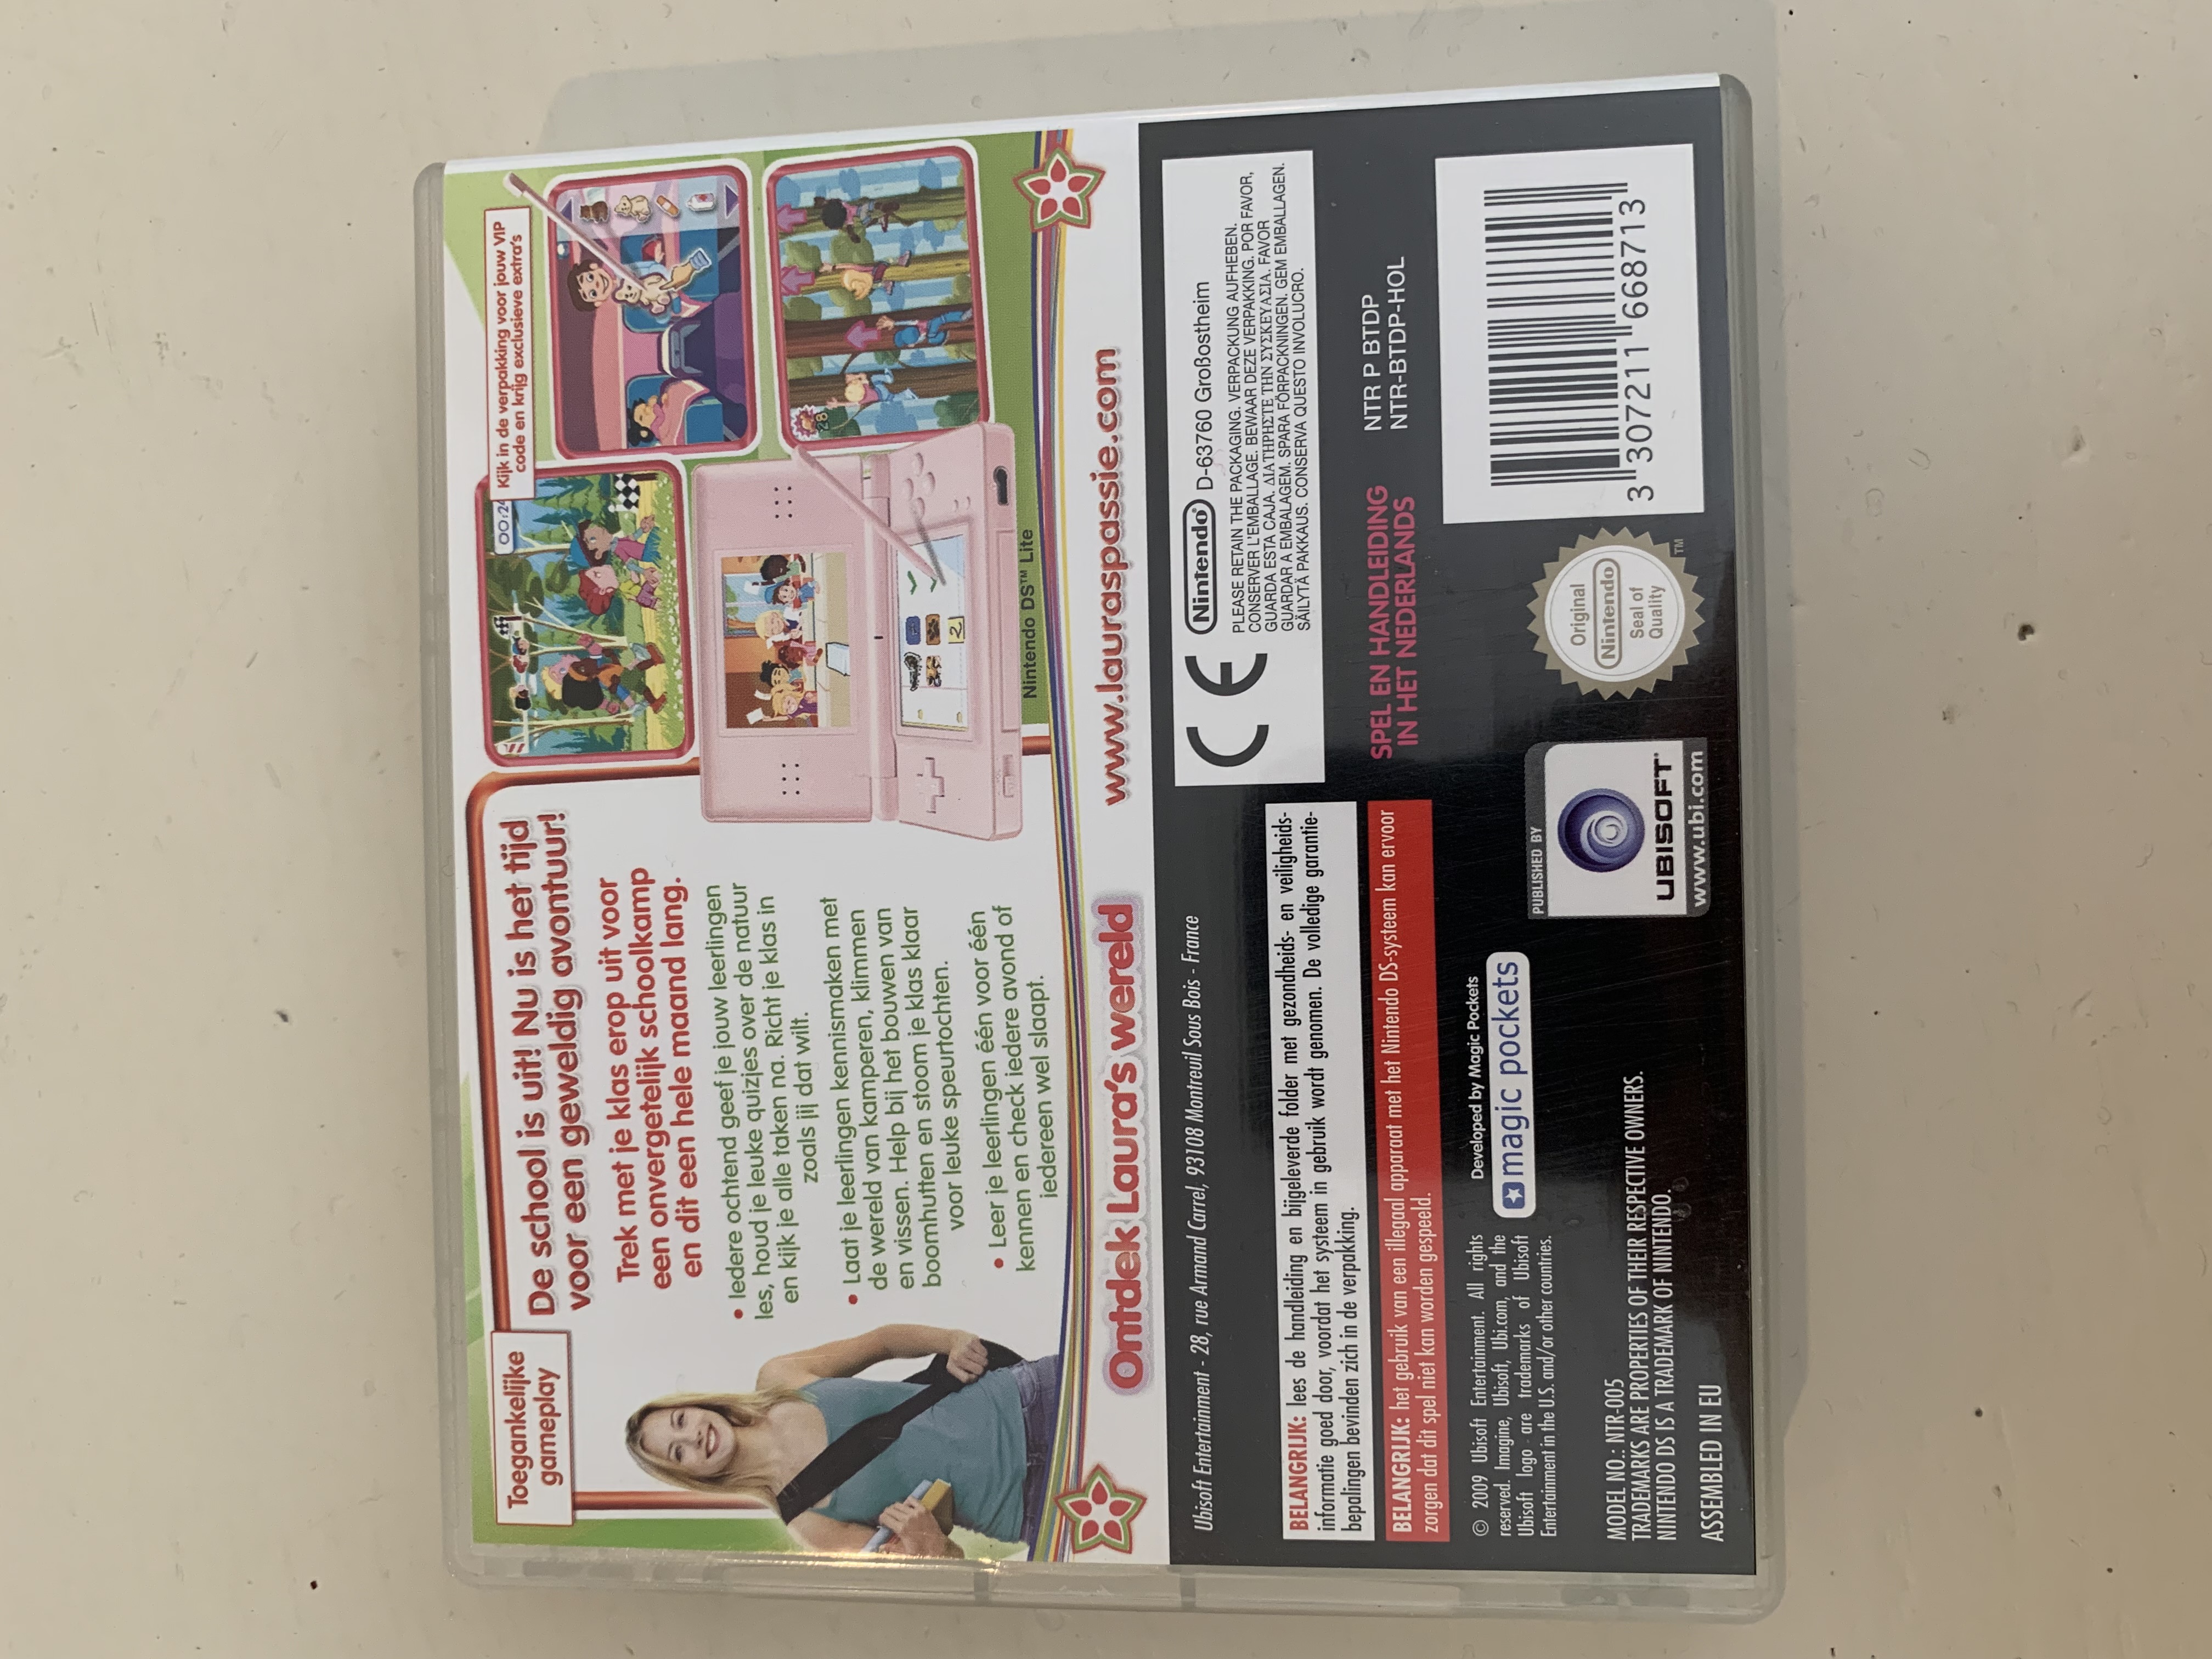 Toegankelijke
gameplay
De school is uit! Nu is het tijd
voor een geweldig avontuur!
Trek met je klas erop uit voor
een onvergetelijk schoolkamp
en dit een hele maand lang.
• Iedere ochtend geef je jouw leerlingen
les, houd je leuke quizjes over de natuur
en kijk je alle taken na. Richt je klas in
zoals jij dat wilt.
• Laat je leerlingen kennismaken met
de wereld van kamperen, klimmen
en vissen. Help bij het bouwen van
boomhutten en stoom je klas klaar
voor leuke speurtochten.
• Leer je leerlingen één voor één
kennen en check iedere avond of
iedereen wel slaapt.
00:24
Kijk in de verpakking voor jouw VIP
code en krijg exclusieve extra's
28
2
Nintendo DS™ Lite
Ontdek Laura's wereld
www.lauraspassie.com
Ubisoft Entertainment - 28, rue Armand Carrel, 93108 Montreuil Sous Bois - France
BELANGRIJK: lees de handleiding en bijgeleverde folder met gezondheids- en veiligheids-
informatie goed door, voordat het systeem in gebruik wordt genomen. De volledige garantie-
bepalingen bevinden zich in de verpakking.
BELANGRIJK: het gebruik van een illegaal apparaat met het Nintendo DS-systeem kan ervoor
zorgen dat dit spel niet kan worden gespeeld.
CE
Nintendo® D-63760 Großostheim
PLEASE RETAIN THE PACKAGING. VERPACKUNG AUFHEBEN.
CONSERVER L'EMBALLAGE. BEWAAR DEZE VERPAKKING. POR FAVOR,
GUARDA ESTA CAJA. ΔΙΑΤΗΡΗΣΤΕ ΤΗΝ ΣΥΣΚΕΥΑΣΙΑ. FAVOR
GUARDAR A EMBALAGEM. SPARA FÖRPACKNINGEN. GEM EMBALLAGEN.
SÄILYTÄ PAKKAUS. CONSERVA QUESTO INVOLUCRO.
SPEL EN HANDLEIDING
IN HET NEDERLANDS
NTR P BTDP
NTR-BTDP-HOL
© 2009 Ubisoft Entertainment. All rights
reserved. Imagine, Ubisoft, Ubi.com, and the
Ubisoft logo are trademarks of Ubisoft
Entertainment in the U.S. and/or other countries.
Developed by Magic Pockets
magic pockets
MODEL NO.: NTR-005
TRADEMARKS ARE PROPERTIES OF THEIR RESPECTIVE OWNERS.
NINTENDO DS IS A TRADEMARK OF NINTENDO.
ASSEMBLED IN EU
PUBLISHED BY
UBISOFT
www.ubi.com
Original
Nintendo
Seal of
Quality
TM
3 307211 668713